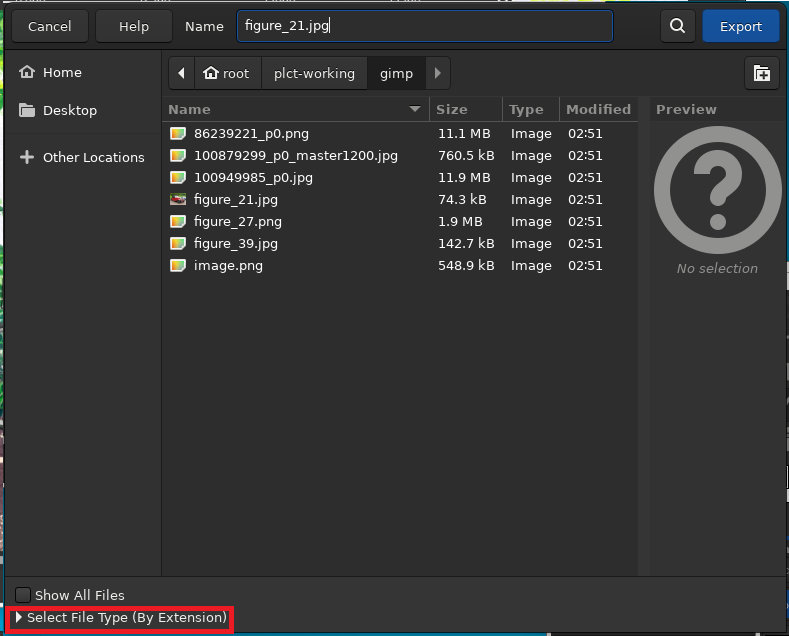 Cancel Help Name figure_21.jpg Export
Home root plct-working gimp
Desktop Name Size Type Modified Preview
Other Locations
86239221_p0.png 11.1 MB Image 02:51
100879299_p0_master1200.jpg 760.5 kB Image 02:51
100949985_p0.jpg 11.9 MB Image 02:51
figure_21.jpg 74.3 kB Image 02:51
figure_27.png 1.9 MB Image 02:51
figure_39.jpg 142.7 kB Image 02:51
image.png 548.9 kB Image 02:51
No selection
Show All Files
Select File Type (By Extension)